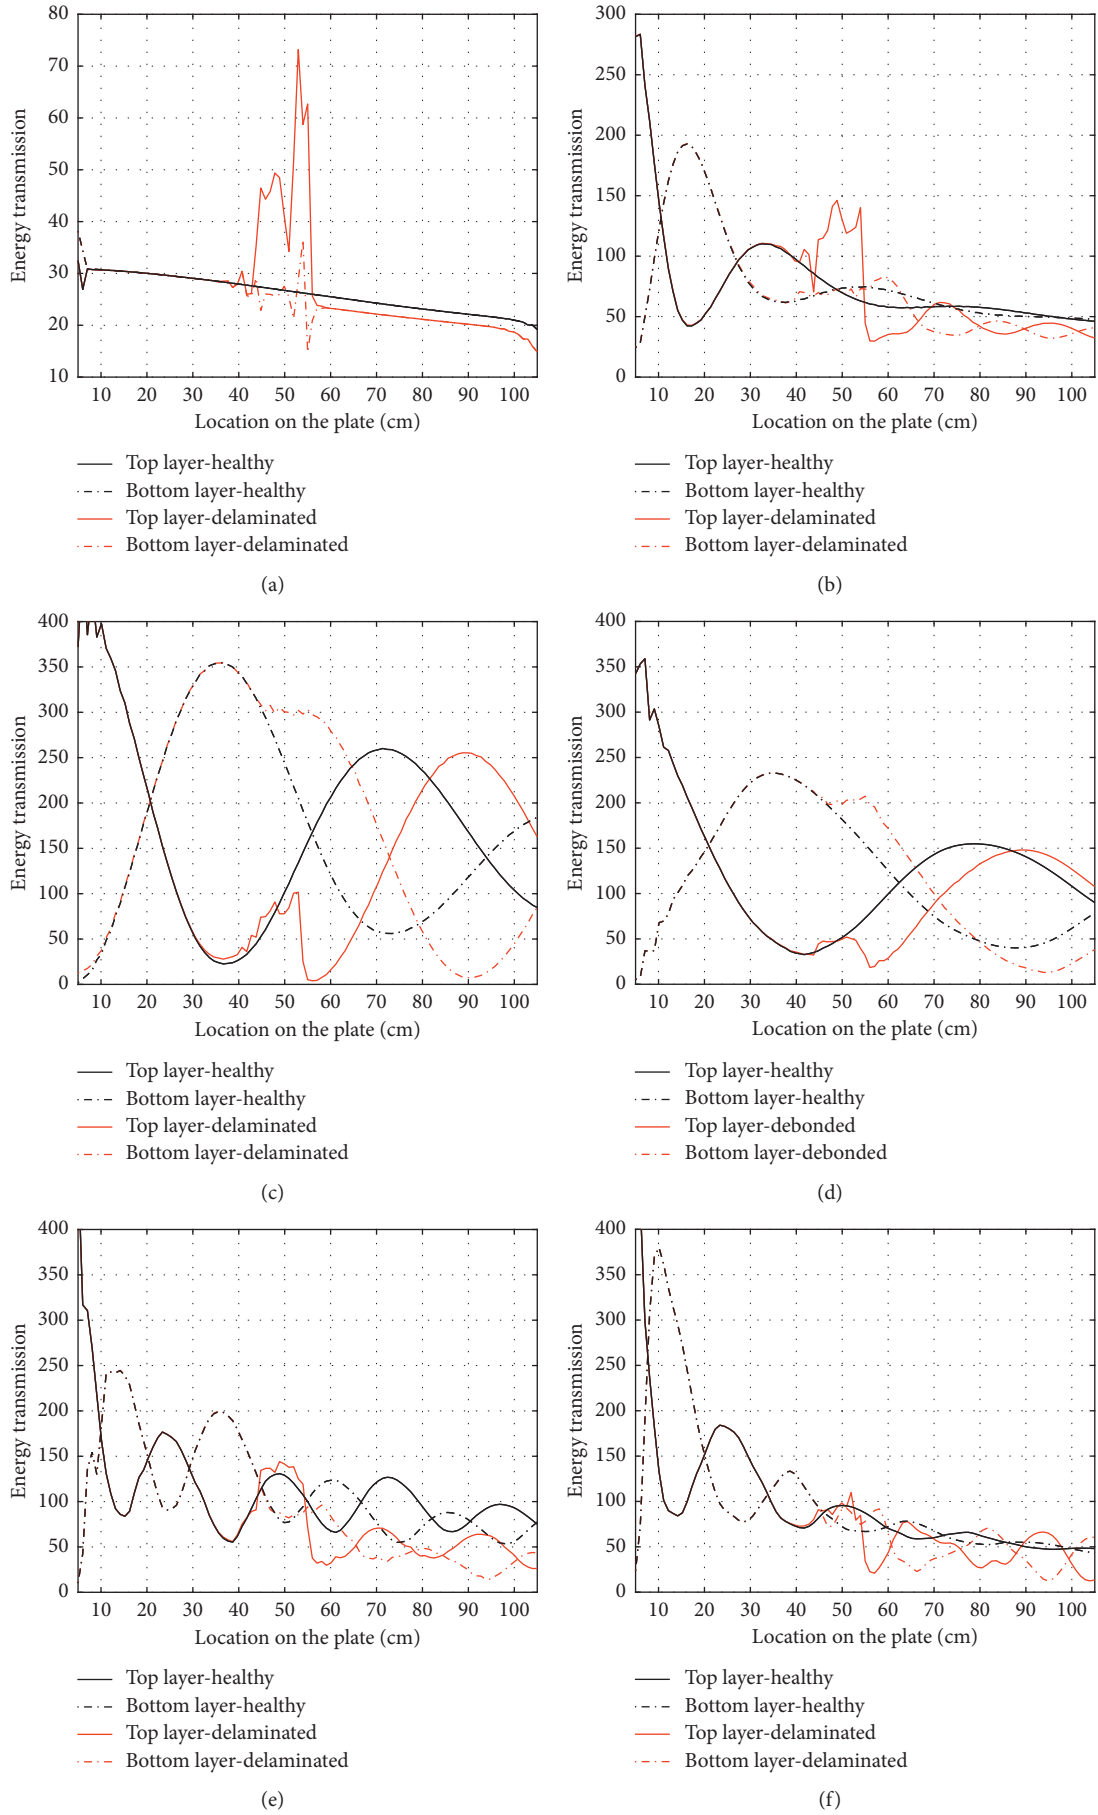 80
70
60
50
40
30
20
10
Energy transmission
10 20 30 40 50 60 70 80 90 100
Location on the plate (cm)
Top layer-healthy
Bottom layer-healthy
Top layer-delaminated
Bottom layer-delaminated
(a)
300
250
200
150
100
50
0
Energy transmission
10 20 30 40 50 60 70 80 90 100
Location on the plate (cm)
Top layer-healthy
Bottom layer-healthy
Top layer-delaminated
Bottom layer-delaminated
(b)
400
350
300
250
200
150
100
50
0
Energy transmission
10 20 30 40 50 60 70 80 90 100
Location on the plate (cm)
Top layer-healthy
Bottom layer-healthy
Top layer-delaminated
Bottom layer-delaminated
(c)
400
350
300
250
200
150
100
50
0
Energy transmission
10 20 30 40 50 60 70 80 90 100
Location on the plate (cm)
Top layer-healthy
Bottom layer-healthy
Top layer-debonded
Bottom layer-debonded
(d)
400
350
300
250
200
150
100
50
0
Energy transmission
10 20 30 40 50 60 70 80 90 100
Location on the plate (cm)
Top layer-healthy
Bottom layer-healthy
Top layer-delaminated
Bottom layer-delaminated
(e)
400
350
300
250
200
150
100
50
0
Energy transmission
10 20 30 40 50 60 70 80 90 100
Location on the plate (cm)
Top layer-healthy
Bottom layer-healthy
Top layer-delaminated
Bottom layer-delaminated
(f)